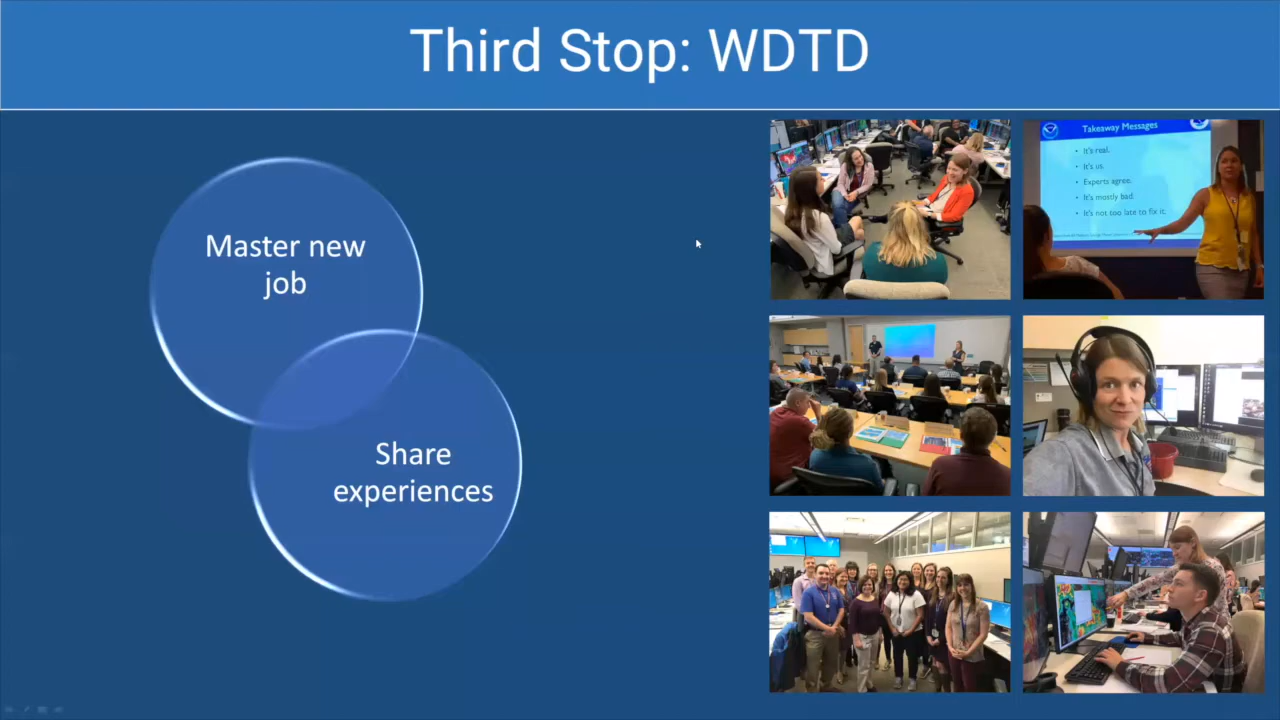 Third Stop: WDTD
Master new
job
Share
experiences
Takeaway Messages
• It's real.
• It's us.
• Experts agree.
• It's mostly bad.
• It's not too late to fix it.